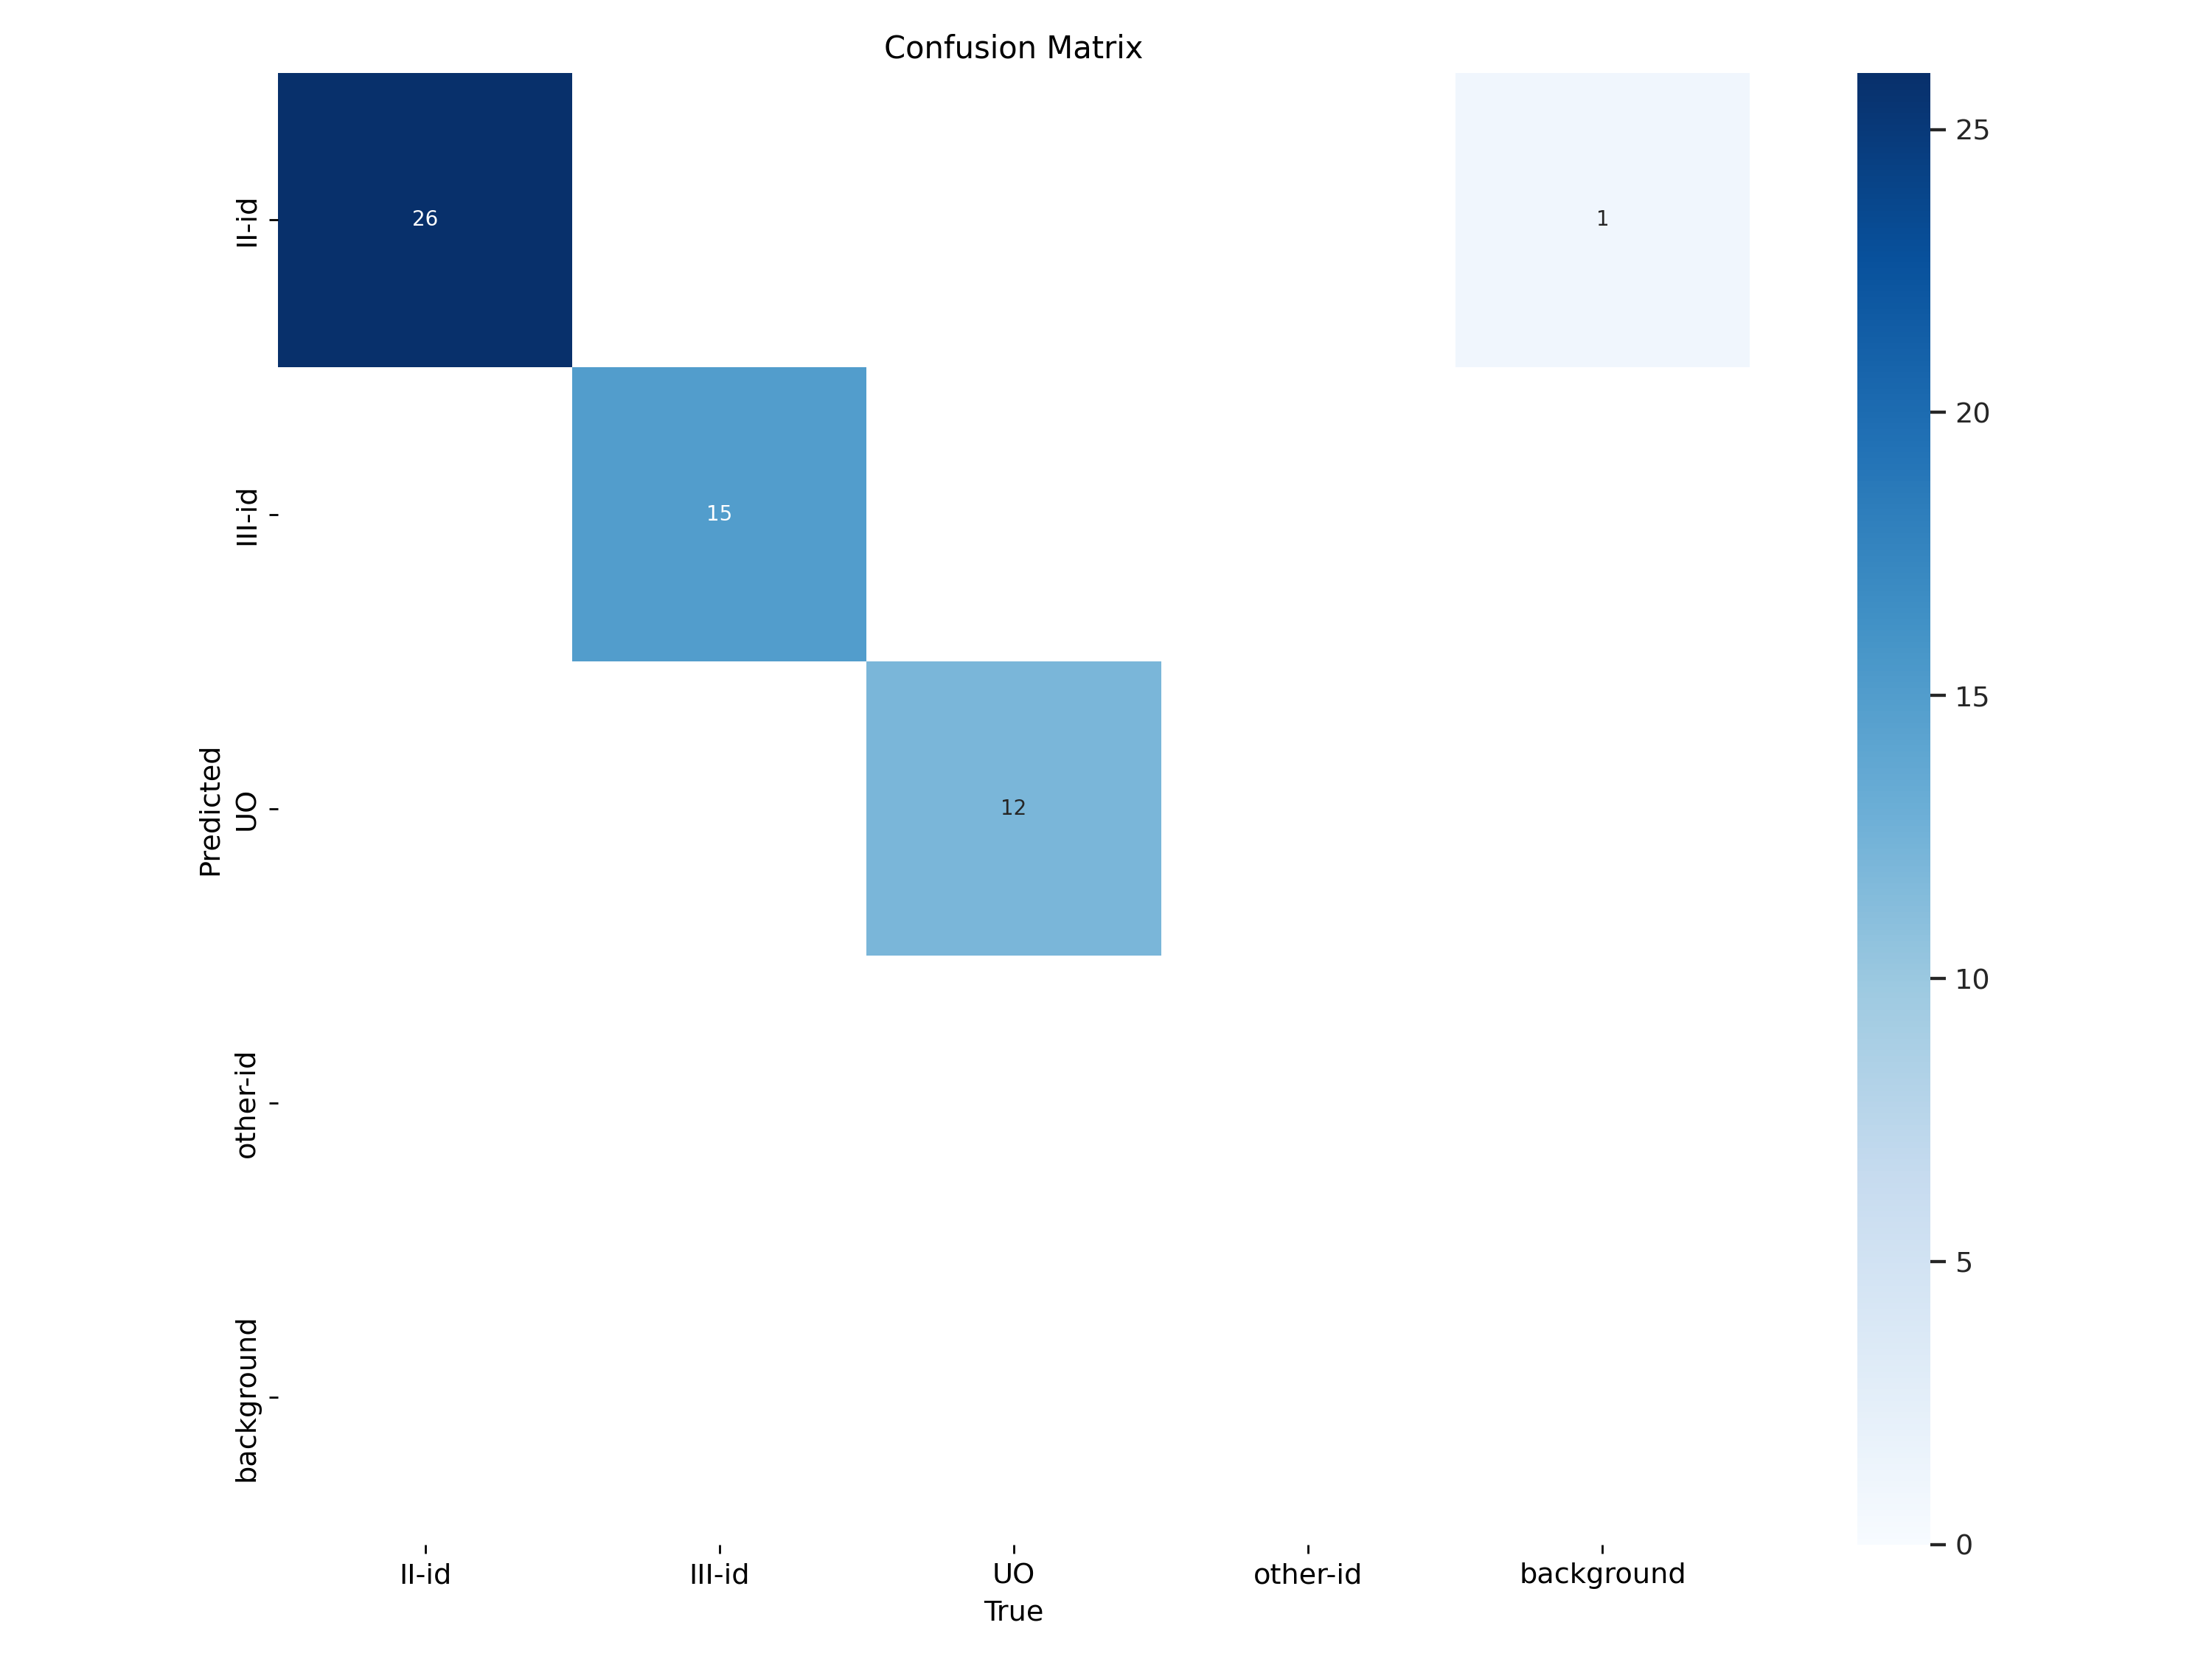 Confusion Matrix
II-id
26
1
25
20
III-id
15
15
Predicted
UO
12
10
other-id
5
background
0
II-id
III-id
UO
other-id
background
True